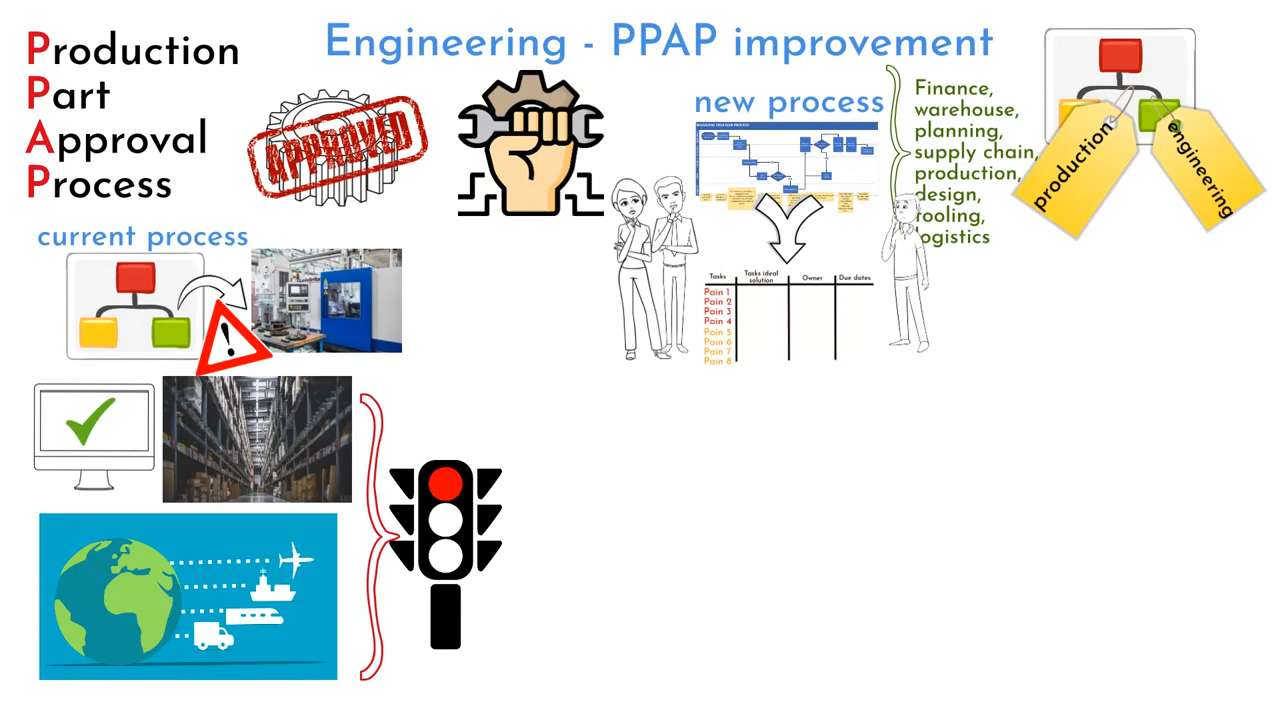 Engineering - PPAP improvement
Production
Part
Approval
Process
APPROVED
current process
new process
Finance,
warehouse,
planning,
supply chain,
production,
design,
tooling,
logistics
production
engineering
Tasks
Tasks ideal
solution
Owner
Due dates
Pain 1
Pain 2
Pain 3
Pain 4
Pain 5
Pain 6
Pain 7
Pain 8